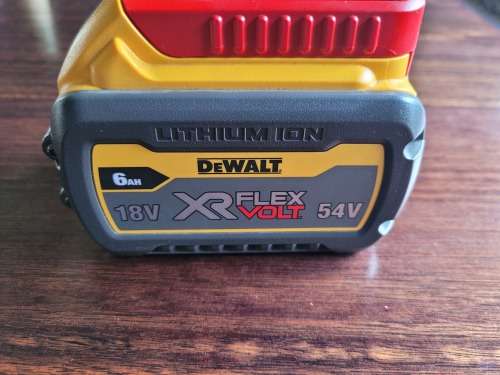 LITHIUM ION
DEWALT
6AH
18V XR FLEX VOLT 54V